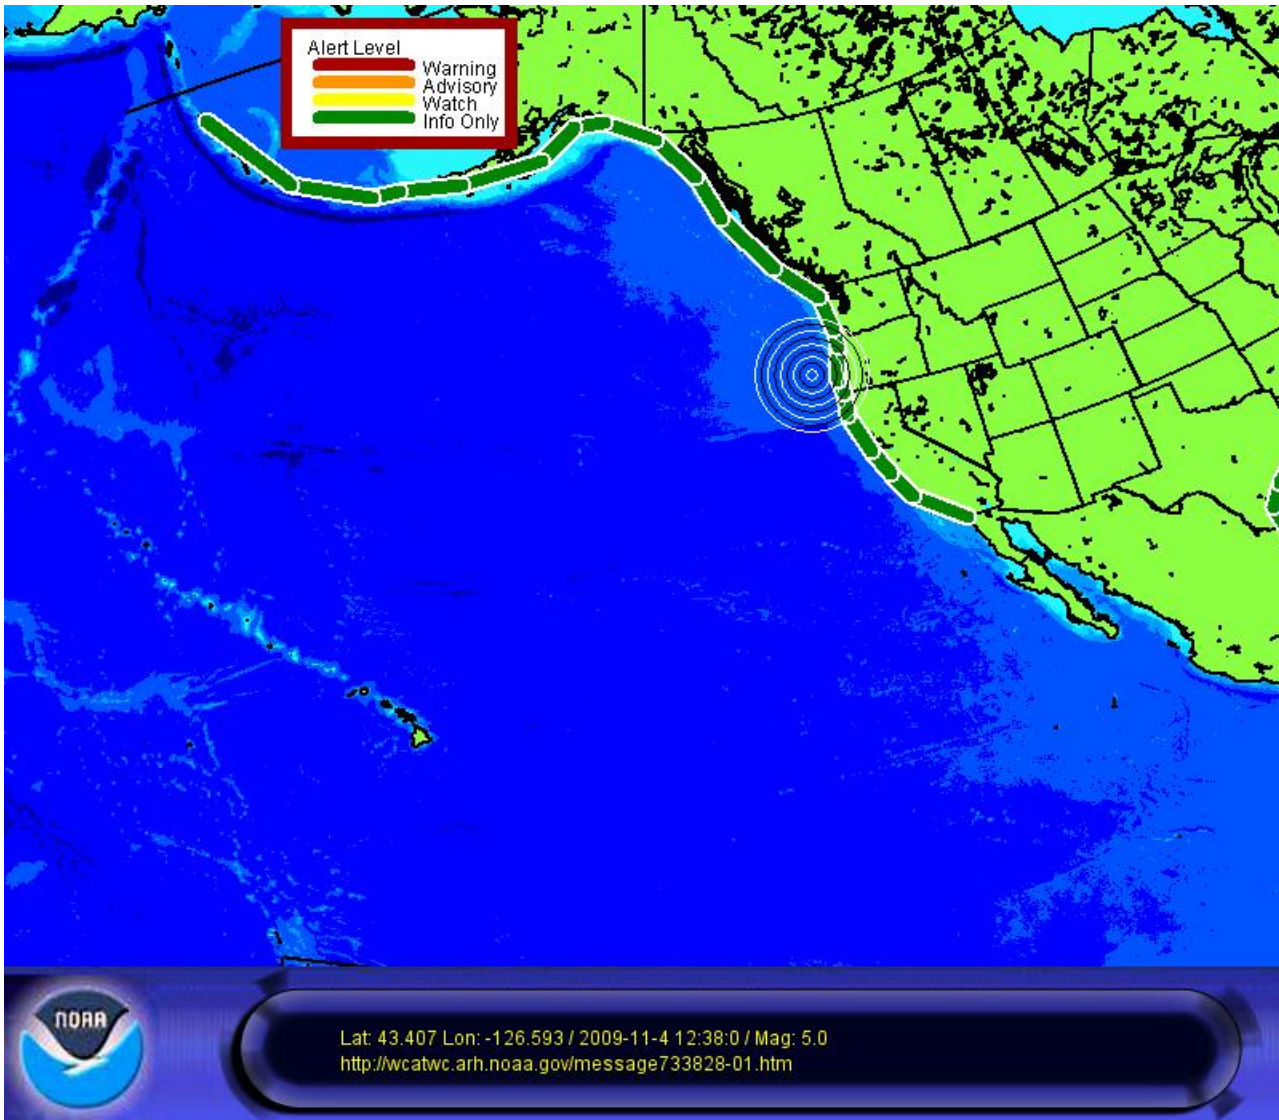 Alert Level
Warning
Advisory
Watch
Info Only
NOAA
Lat: 43.407 Lon: -126.593 / 2009-11-4 12:38:0 / Mag: 5.0
http://wcatwc.arh.noaa.gov/message733828-01.htm